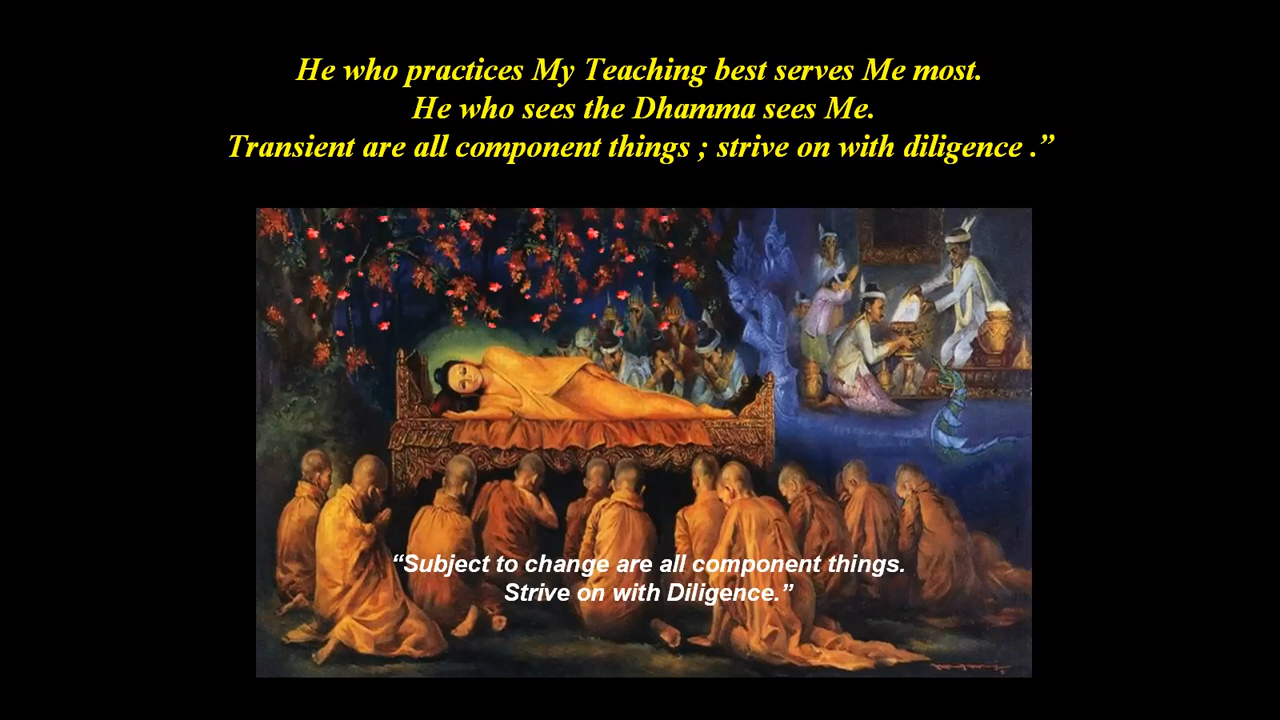 He who practices My Teaching best serves Me most.
He who sees the Dhamma sees Me.
Transient are all component things ; strive on with diligence .”
“Subject to change are all component things.
Strive on with Diligence.”